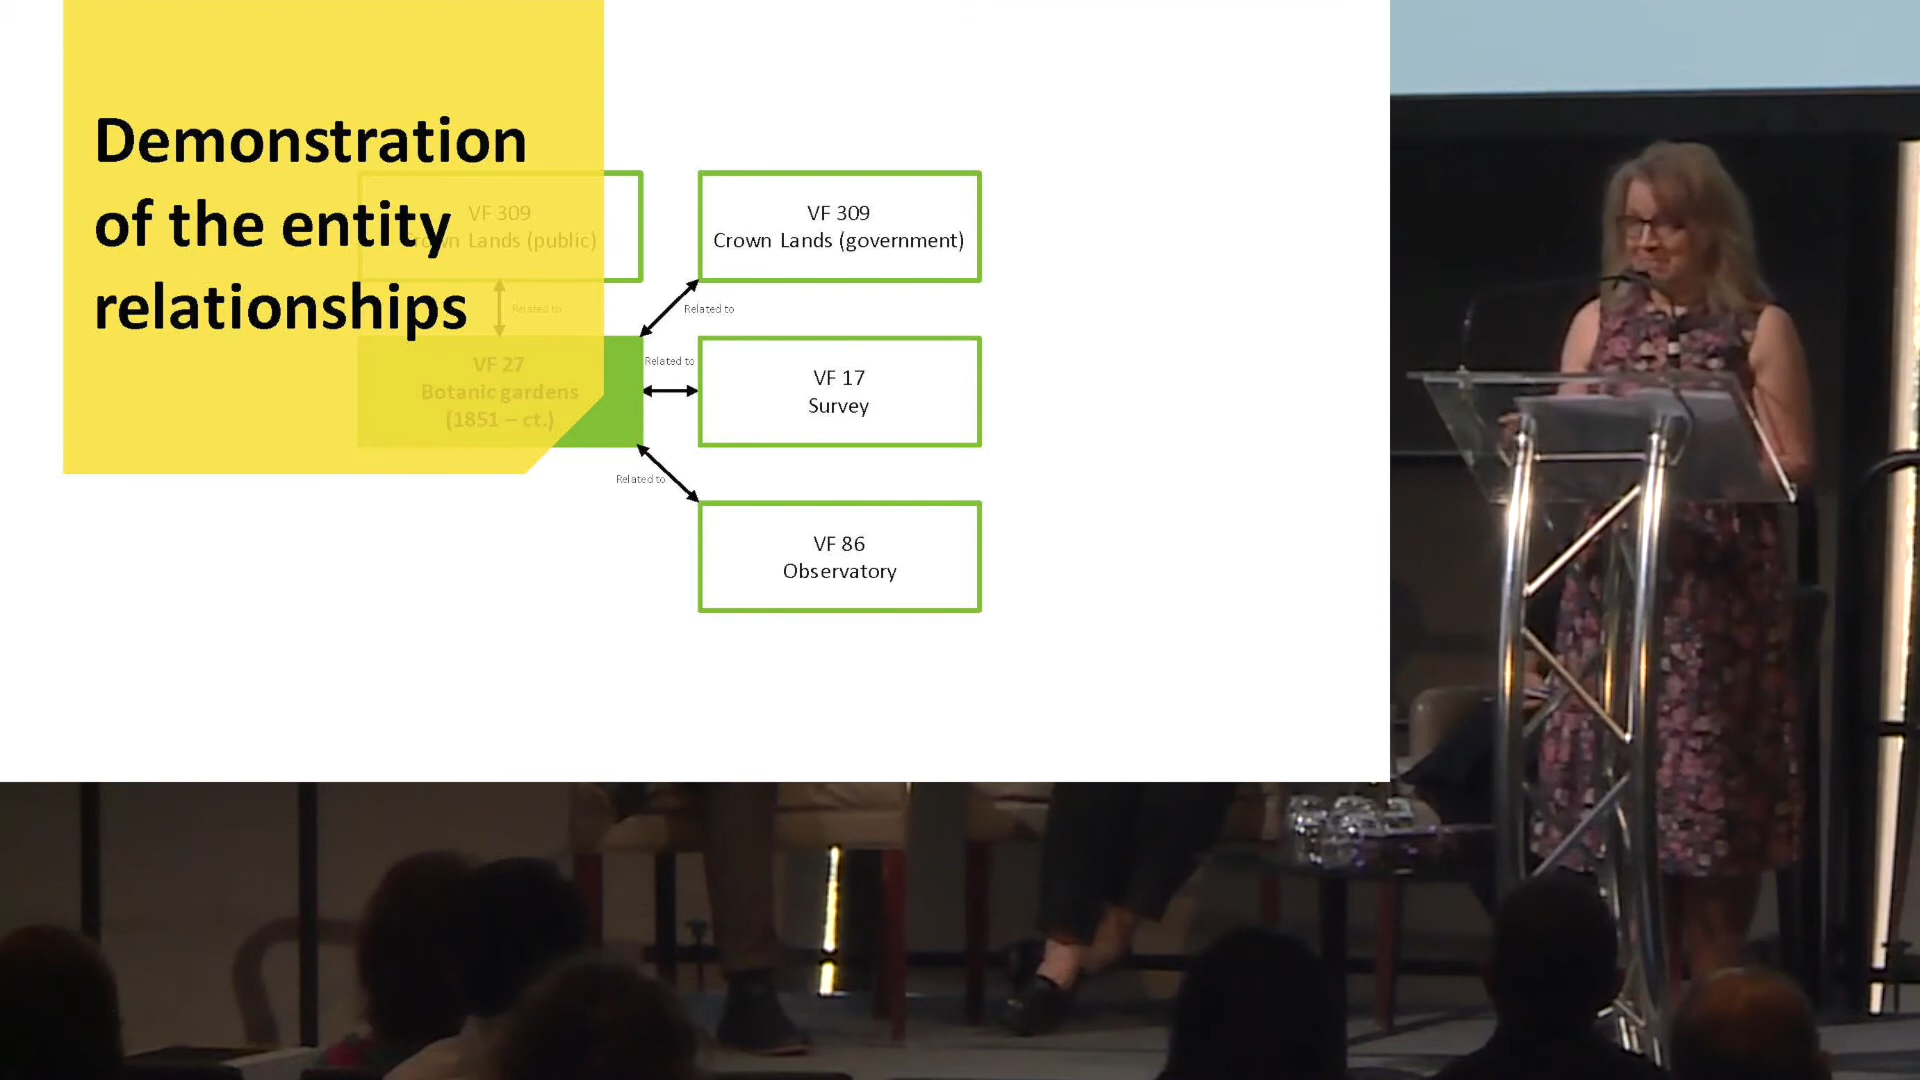 Demonstration
of the entity
relationships
VF 309
Crown Lands (public)
VF 309
Crown Lands (government)
Related to
Related to
VF 27
Botanic gardens
(1851 – ct.)
Related to
VF 17
Survey
Related to
VF 86
Observatory